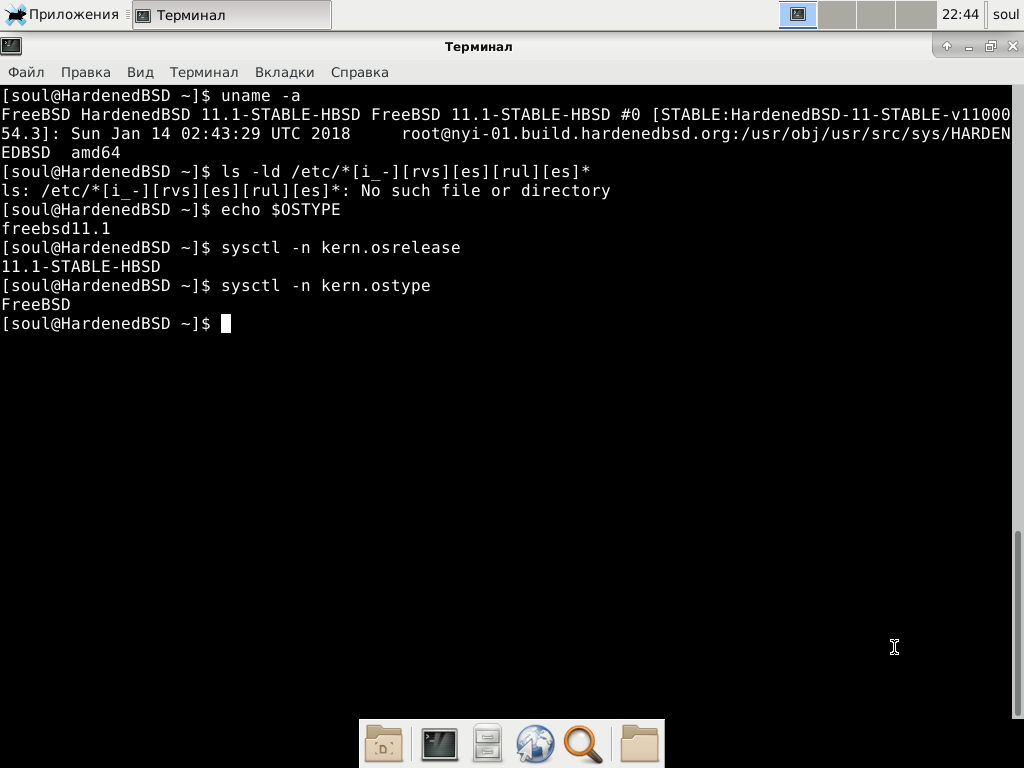 Приложения
Терминал
22:44
soul
Терминал
Файл Правка Вид Терминал Вкладки Справка
[soul@HardenedBSD ~]$ uname -a
FreeBSD HardenedBSD 11.1-STABLE-HBSD FreeBSD 11.1-STABLE-HBSD #0 [STABLE:HardenedBSD-11-STABLE-v11000
54.3]: Sun Jan 14 02:43:29 UTC 2018     root@nyi-01.build.hardenedbsd.org:/usr/obj/usr/src/sys/HARDEN
EDBSD  amd64
[soul@HardenedBSD ~]$ ls -ld /etc/*[i_-][rvs][es][rul][es]*
ls: /etc/*[i_-][rvs][es][rul][es]*: No such file or directory
[soul@HardenedBSD ~]$ echo $OSTYPE
freebsd11.1
[soul@HardenedBSD ~]$ sysctl -n kern.osrelease
11.1-STABLE-HBSD
[soul@HardenedBSD ~]$ sysctl -n kern.ostype
FreeBSD
[soul@HardenedBSD ~]$
D